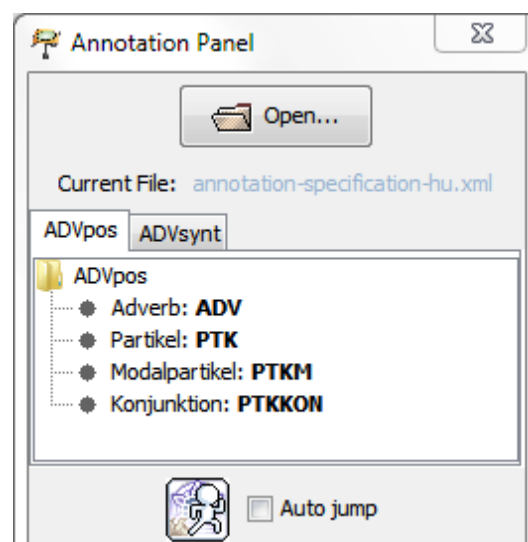 Annotation Panel
Open...
Current File: annotation-specification-hu.xml
ADVpos ADVsynt
ADVpos
Adverb: ADV
Partikel: PTK
Modalpartikel: PTKM
Konjunktion: PTKKON
Auto jump